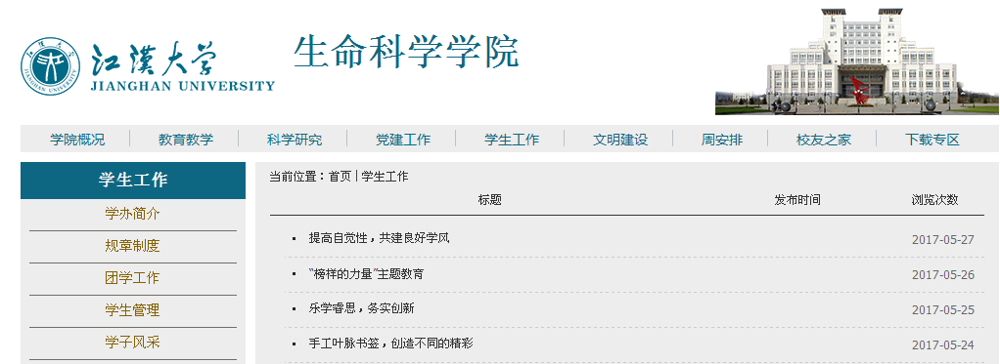 江漢大学
JIANGHAN UNIVERSITY
生命科学学院
学院概况 教育教学 科学研究 党建工作 学生工作 文明建设 周安排 校友之家 下载专区
学生工作
学办简介
规章制度
团学工作
学生管理
学子风采
当前位置：首页 | 学生工作
标题 发布时间 浏览次数
提高自觉性，共建良好学风 2017-05-27
“榜样的力量”主题教育 2017-05-26
乐学睿思，务实创新 2017-05-25
手工叶脉书签，创造不同的精彩 2017-05-24